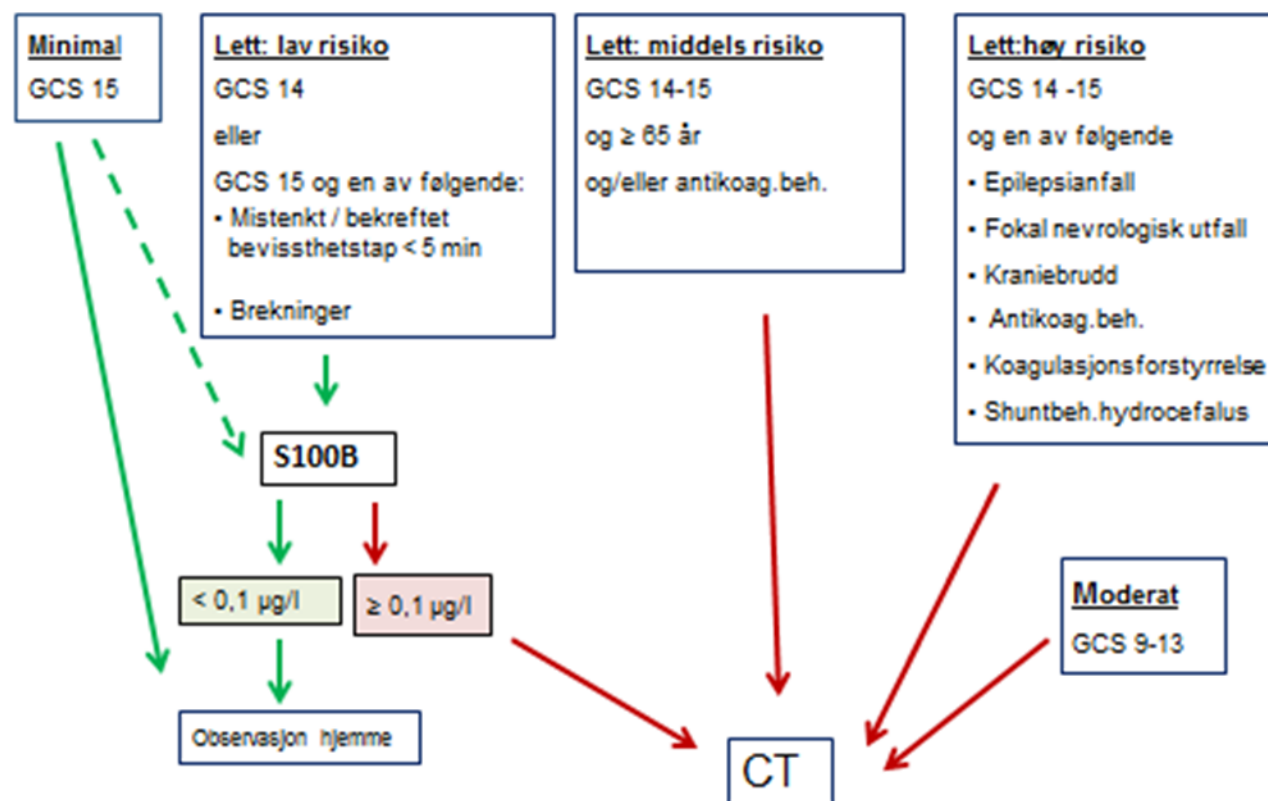 Minimal
GCS 15
Lett: lav risiko
GCS 14
eller
GCS 15 og en av følgende:
• Mistenkt / bekreftet
bevissthetstap < 5 min
• Brekninger
Lett: middels risiko
GCS 14-15
og ≥ 65 år
og/eller antikoag.beh.
Lett:høy risiko
GCS 14 -15
og en av følgende
• Epilepsianfall
• Fokal nevrologisk utfall
• Kraniebrudd
• Antikoag.beh.
• Koagulasjonsforstyrrelse
• Shuntbeh.hydrocefalus
S100B
< 0,1 µg/l
≥ 0,1 µg/l
Moderat
GCS 9-13
Observasjon hjemme
CT